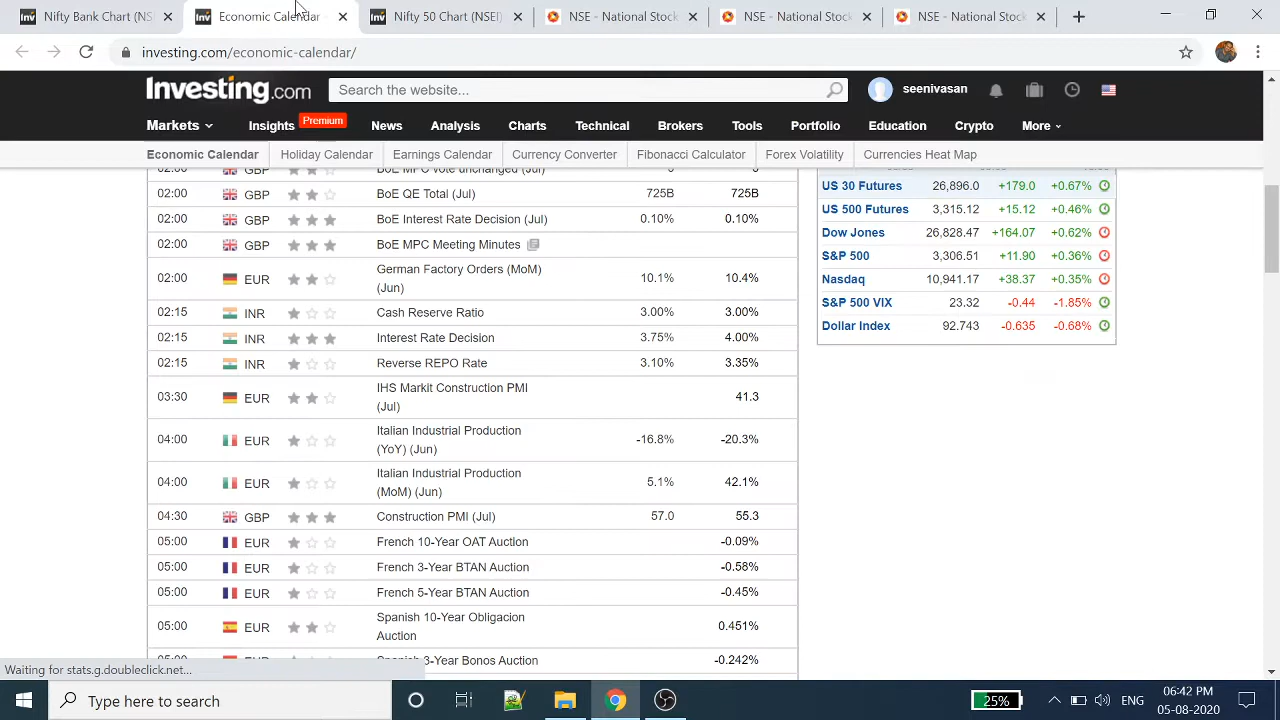 Nifty Bank Chart (NS
Economic Calendar
Nifty 50 Chart (NSEI
NSE - National Stock
NSE - National Stock
NSE - National Stock
investing.com/economic-calendar/
Investing.com
Search the website...
seenivasan
Markets
Insights
Premium
News
Analysis
Charts
Technical
Brokers
Tools
Portfolio
Education
Crypto
More
Economic Calendar
Holiday Calendar
Earnings Calendar
Currency Converter
Fibonacci Calculator
Forex Volatility
Currencies Heat Map
02:00 GBP BoE MPC vote unchanged (Jul)
02:00 GBP BoE QE Total (Jul) 725B 725B
02:00 GBP BoE Interest Rate Decision (Jul) 0.10% 0.10%
02:00 GBP BoE MPC Meeting Minutes
02:00 EUR German Factory Orders (MoM) 10.1% 10.4%
(Jun)
02:15 INR Cash Reserve Ratio 3.00% 3.00%
02:15 INR Interest Rate Decision 3.75% 4.00%
02:15 INR Reverse REPO Rate 3.10% 3.35%
03:30 EUR IHS Markit Construction PMI 41.3
(Jul)
04:00 EUR Italian Industrial Production -16.8% -20.3%
(YoY) (Jun)
04:00 EUR Italian Industrial Production 5.1% 42.1%
(MoM) (Jun)
04:30 GBP Construction PMI (Jul) 57.0 55.3
05:00 EUR French 10-Year OAT Auction -0.09%
05:00 EUR French 3-Year BTAN Auction -0.58%
05:00 EUR French 5-Year BTAN Auction -0.45%
05:00 EUR Spanish 10-Year Obligacion 0.451%
Auction
05:00 EUR Spanish 3-Year Bonos Auction -0.242%
US 30 Futures 26,896.0 +179.0 +0.67%
US 500 Futures 3,315.12 +15.12 +0.46%
Dow Jones 26,828.47 +164.07 +0.62%
S&P 500 3,306.51 +11.90 +0.36%
Nasdaq 10,941.17 +38.37 +0.35%
S&P 500 VIX 23.32 -0.44 -1.85%
Dollar Index 92.743 -0.635 -0.68%
Waiting for stats.g.doubleclick.net...
Type here to search
25%
ENG
06:42 PM
05-08-2020